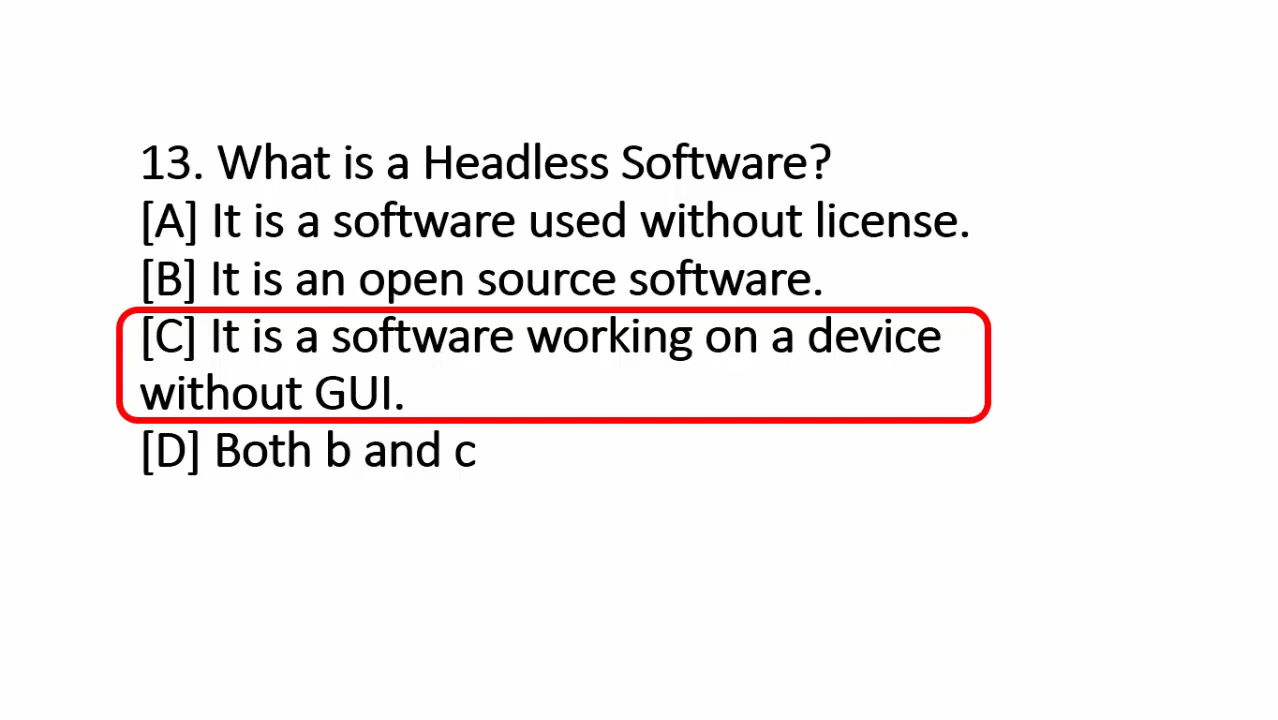 13. What is a Headless Software?
[A] It is a software used without license.
[B] It is an open source software.
[C] It is a software working on a device
without GUI.
[D] Both b and c